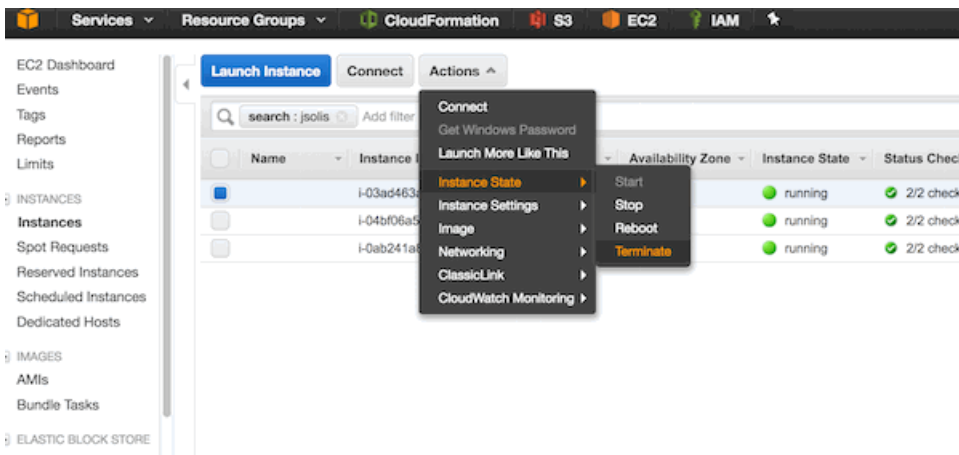 Services Resource Groups CloudFormation S3 EC2 IAM
EC2 Dashboard
Events
Tags
Reports
Limits
INSTANCES
Instances
Spot Requests
Reserved Instances
Scheduled Instances
Dedicated Hosts
IMAGES
AMIs
Bundle Tasks
ELASTIC BLOCK STORE
Launch Instance Connect Actions
search : jsolis Add filter
Name Instance I Availability Zone Instance State Status Chec
i-03ad463a running 2/2 check
i-04bf06a5 running 2/2 check
i-0ab241a8 running 2/2 check
Connect
Get Windows Password
Launch More Like This
Instance State
Instance Settings
Image
Networking
ClassicLink
CloudWatch Monitoring
Start
Stop
Reboot
Terminate